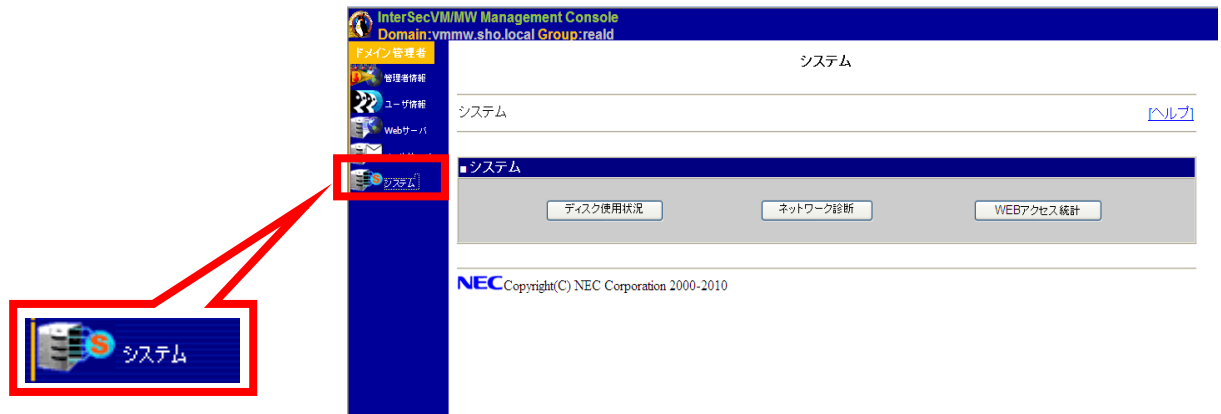 InterSecVM/MW Management Console
Domain:vmmw.sho.local Group:reald
ドメイン管理者
管理者情報
ユーザ情報
Webサーバ
システム
システム
システム
[ヘルプ]
■システム
ディスク使用状況
ネットワーク診断
WEBアクセス統計
NEC Copyright(C) NEC Corporation 2000-2010
システム